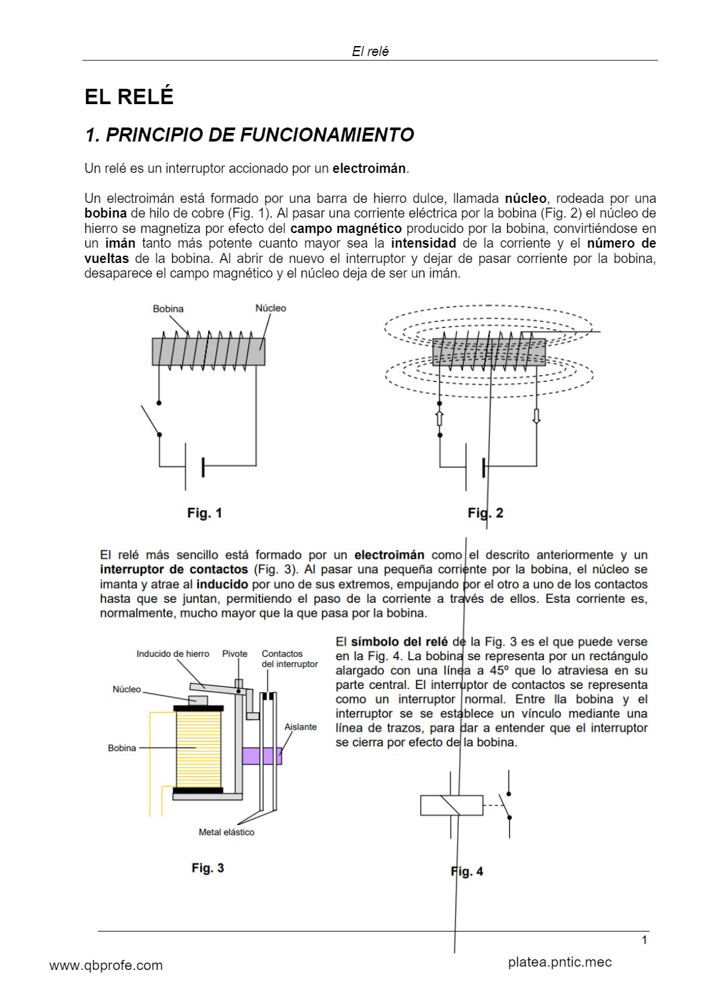 El relé
EL RELÉ
1. PRINCIPIO DE FUNCIONAMIENTO
Un relé es un interruptor accionado por un electroimán.
Un electroimán está formado por una barra de hierro dulce, llamada núcleo, rodeada por una
bobina de hilo de cobre (Fig. 1). Al pasar una corriente eléctrica por la bobina (Fig. 2) el núcleo de
hierro se magnetiza por efecto del campo magnético producido por la bobina, convirtiéndose en
un imán tanto más potente cuanto mayor sea la intensidad de la corriente y el número de
vueltas de la bobina. Al abrir de nuevo el interruptor y dejar de pasar corriente por la bobina,
desaparece el campo magnético y el núcleo deja de ser un imán.
Bobina
Núcleo
Fig. 1
Fig. 2
El relé más sencillo está formado por un electroimán como el descrito anteriormente y un
interruptor de contactos (Fig. 3). Al pasar una pequeña corriente por la bobina, el núcleo se
imanta y atrae al inducido por uno de sus extremos, empujando por el otro a uno de los contactos
hasta que se juntan, permitiendo el paso de la corriente a través de ellos. Esta corriente es,
normalmente, mucho mayor que la que pasa por la bobina.
Inducido de hierro
Pivote
Contactos
del interruptor
Núcleo
Aislante
Bobina
Metal elástico
Fig. 3
El símbolo del relé de la Fig. 3 es el que puede verse
en la Fig. 4. La bobina se representa por un rectángulo
alargado con una línea a 45º que lo atraviesa en su
parte central. El interruptor de contactos se representa
como un interruptor normal. Entre lla bobina y el
interruptor se se establece un vínculo mediante una
línea de trazos, para dar a entender que el interruptor
se cierra por efecto de la bobina.
Fig. 4
1
www.qbprofe.com
platea.pntic.mec